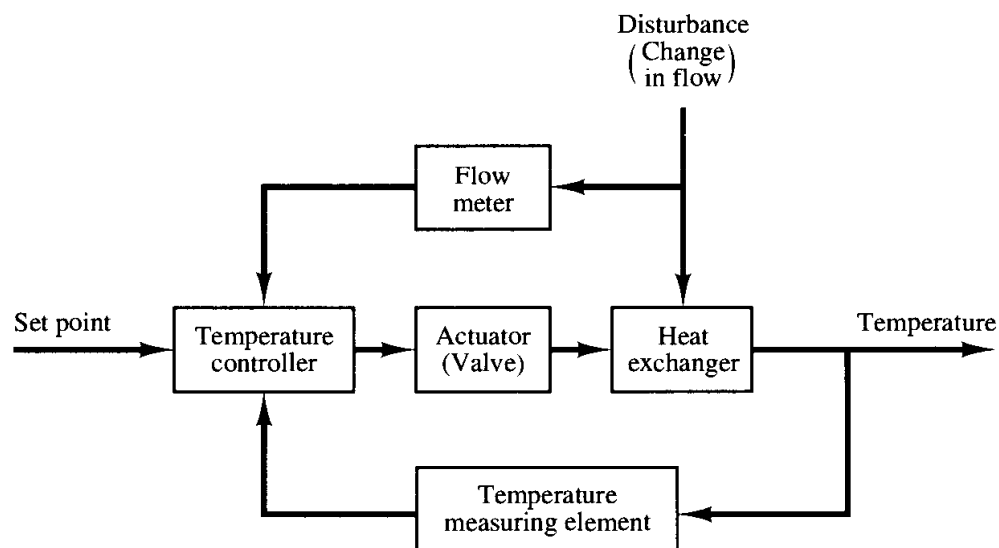 Disturbance
(Change
in flow)
Flow
meter
Set point
Temperature
controller
Actuator
(Valve)
Heat
exchanger
Temperature
Temperature
measuring element